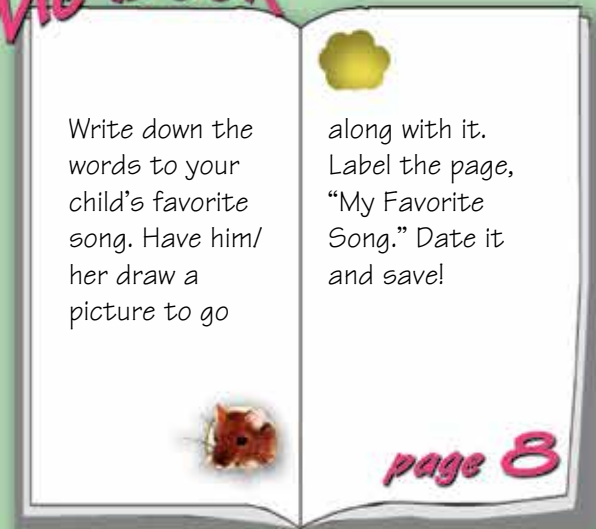 Write down the
words to your
child's favorite
song. Have him/
her draw a
picture to go
along with it.
Label the page,
“My Favorite
Song.” Date it
and save!
page 8